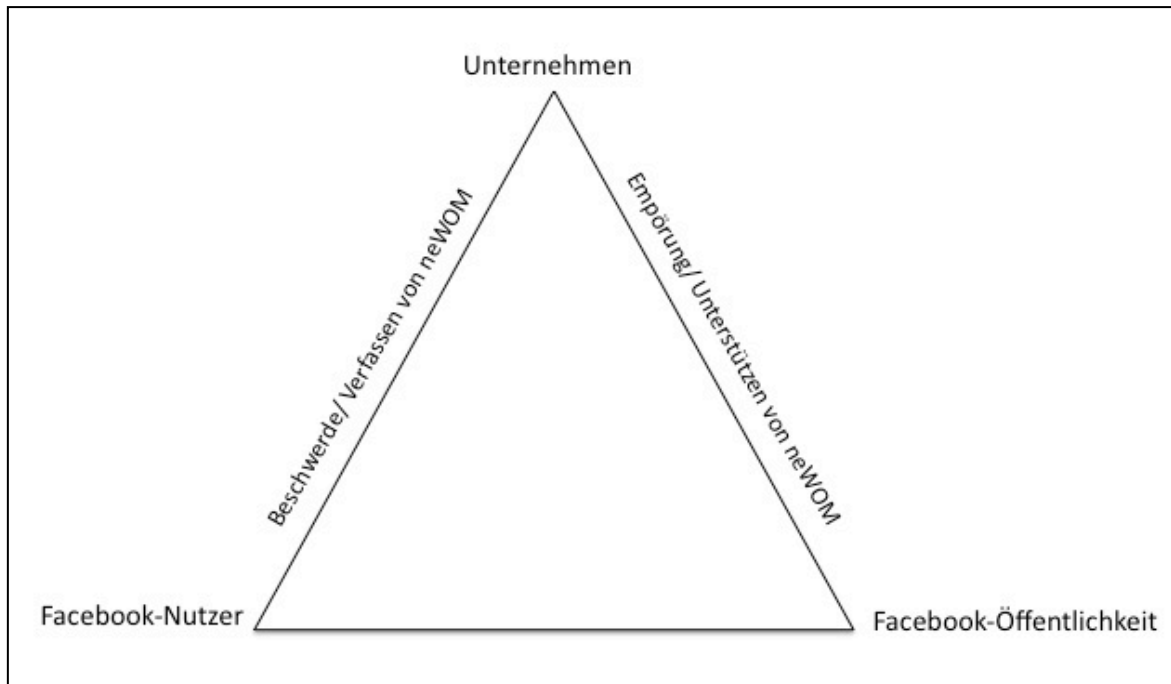 Unternehmen
Beschwerde/ Verfassen von neWOM
Empörung/ Unterstützen von neWOM
Facebook-Nutzer
Facebook-Öffentlichkeit